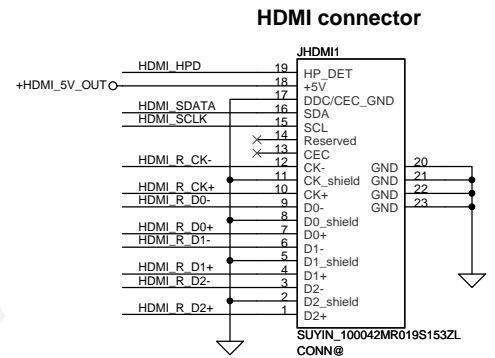 HDMI connector
JHDMI1
HDMI_HPD 19 HP_DET
+HDMI_5V_OUT 18 +5V
17 DDC/CEC_GND
HDMI_SDATA 16 SDA
HDMI_SCLK 15 SCL
14 Reserved
13 CEC
HDMI_R_CK- 12 CK- GND 20
11 CK_shield GND 21
HDMI_R_CK+ 10 CK+ GND 22
HDMI_R_D0- 9 D0- GND 23
8 D0_shield
HDMI_R_D0+ 7 D0+
HDMI_R_D1- 6 D1-
5 D1_shield
HDMI_R_D1+ 4 D1+
HDMI_R_D2- 3 D2-
2 D2_shield
HDMI_R_D2+ 1 D2+
SUYIN_100042MR019S153ZL
CONN@